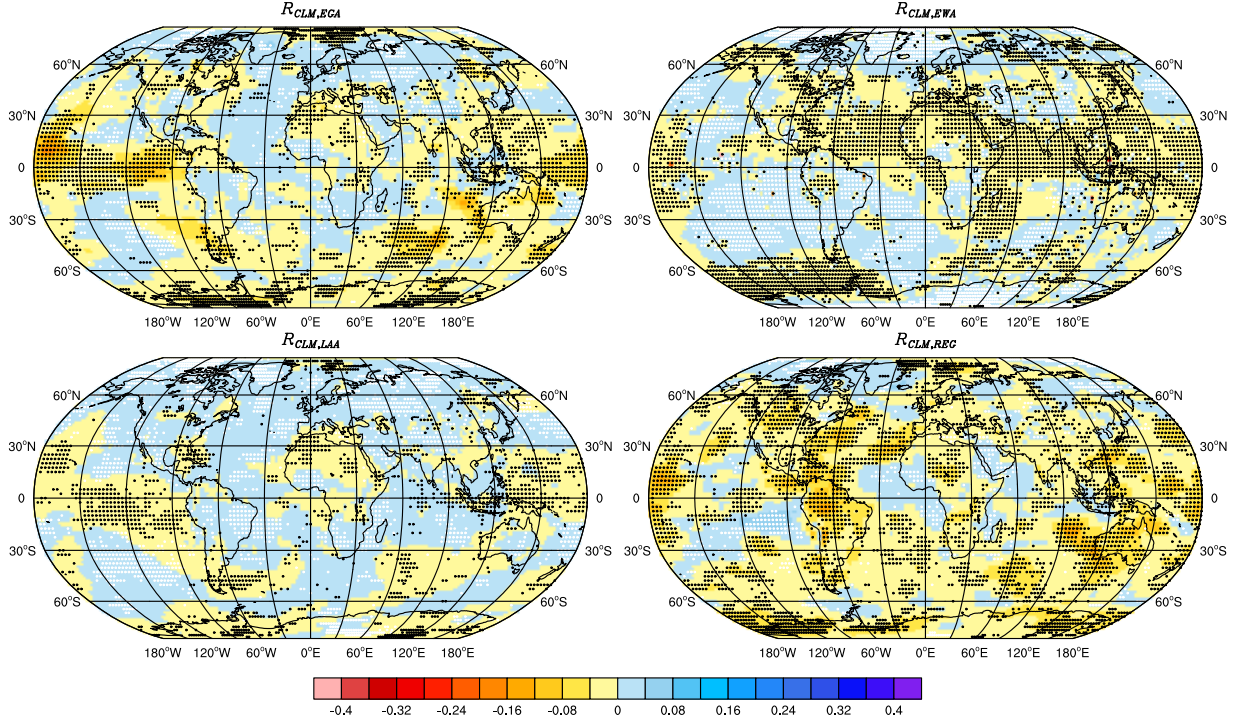 R_CLM,EGA R_CLM,EWA
60°N 60°N 60°N 60°N
30°N 30°N 30°N 30°N
0 0 0 0
30°S 30°S 30°S 30°S
60°S 60°S 60°S 60°S
180°W 120°W 60°W 0°E 60°E 120°E 180°E 180°W 120°W 60°W 0°E 60°E 120°E 180°E
R_CLM,LAA R_CLM,REG
60°N 60°N 60°N 60°N
30°N 30°N 30°N 30°N
0 0 0 0
30°S 30°S 30°S 30°S
60°S 60°S 60°S 60°S
180°W 120°W 60°W 0°E 60°E 120°E 180°E 180°W 120°W 60°W 0°E 60°E 120°E 180°E
-0.4 -0.32 -0.24 -0.16 -0.08 0 0.08 0.16 0.24 0.32 0.4